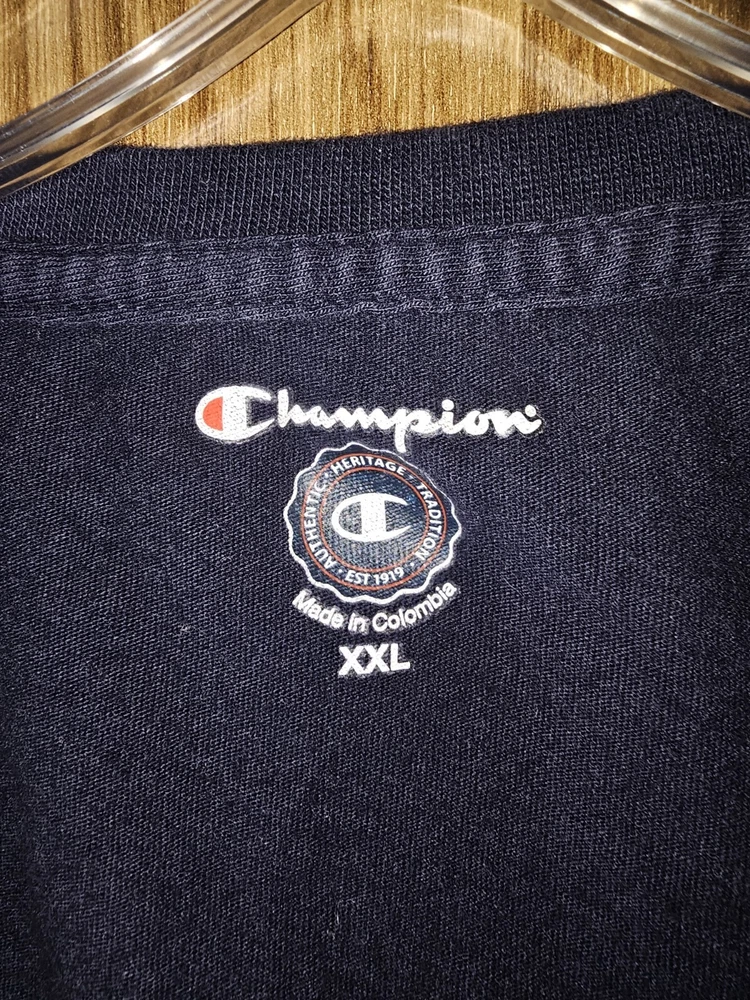 Champion
AUTHENTIC · HERITAGE · TRADITION
· EST 1919 ·
Made in Colombia
XXL